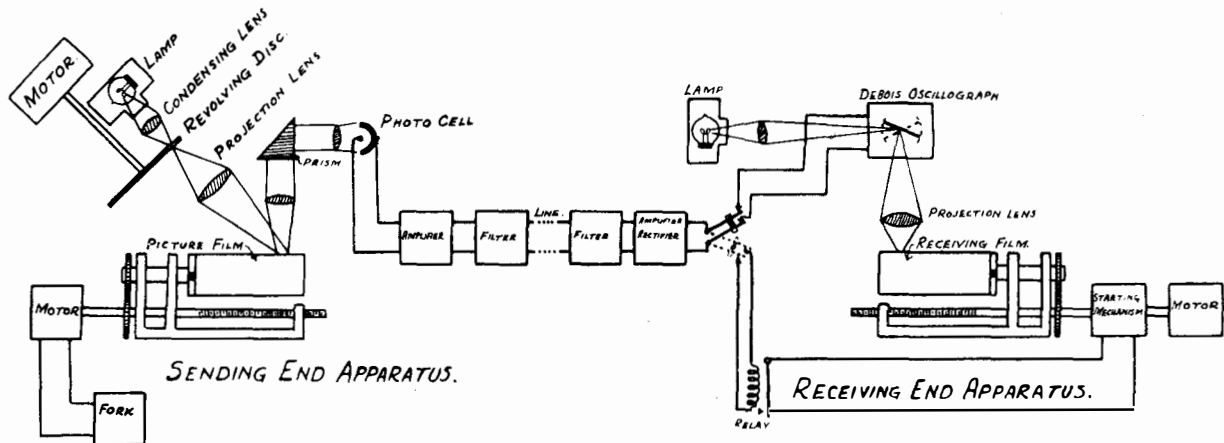 MOTOR.
LAMP
CONDENSING LENS
REVOLVING DISC.
PROJECTION LENS
PHOTO CELL
PRISM
PICTURE FILM.
MOTOR
FORK
SENDING END APPARATUS.
AMPLIFIER
FILTER
LINE.
FILTER
AMPLIFIER
RECTIFIER
LAMP
DEBOIS OSCILLOGRAPH
PROJECTION LENS
RECEIVING FILM.
STARTING
MECHANISM
MOTOR
RELAY
RECEIVING END APPARATUS.